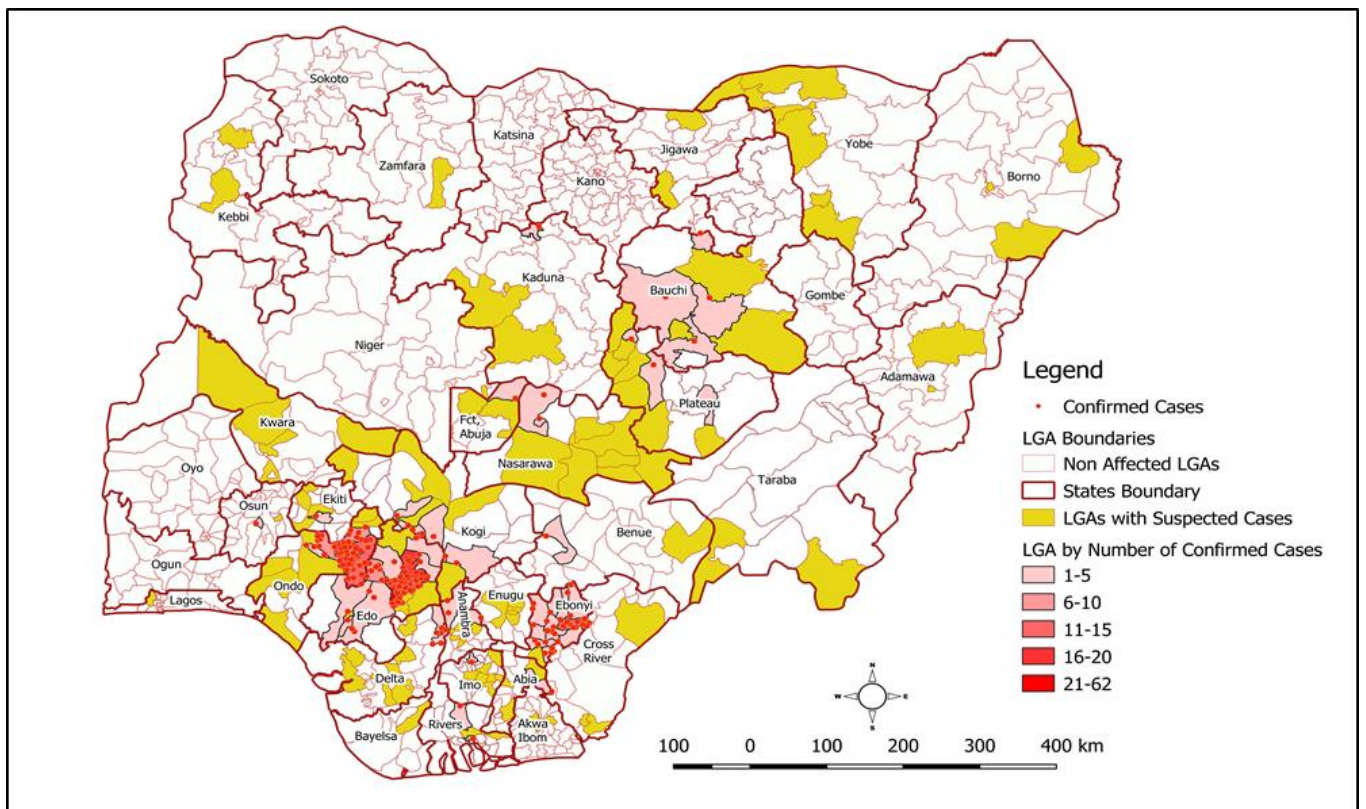 Sokoto
Katsina
Jigawa
Yobe
Zamfara
Kano
Borno
Kebbi
Kaduna
Bauchi
Gombe
Niger
Adamawa
Plateau
Kwara
Fct,
Abuja
Nasarawa
Oyo
Taraba
Ekiti
Osun
Kogi
Benue
Ogun
Ondo
Lagos
Edo
Anambra
Enugu
Ebonyi
Cross
River
Delta
Imo
Abia
Bayelsa
Rivers
Akwa
Ibom
Legend
Confirmed Cases
LGA Boundaries
Non Affected LGAs
States Boundary
LGAs with Suspected Cases
LGA by Number of Confirmed Cases
1-5
6-10
11-15
16-20
21-62
N
W E
S
100 0 100 200 300 400 km